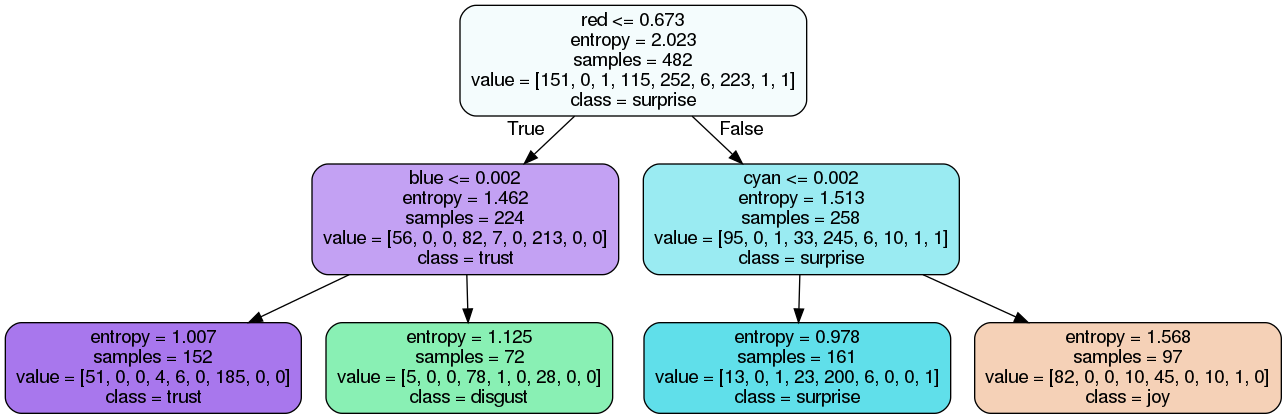 red <= 0.673
entropy = 2.023
samples = 482
value = [151, 0, 1, 115, 252, 6, 223, 1, 1]
class = surprise
True
False
blue <= 0.002
entropy = 1.462
samples = 224
value = [56, 0, 0, 82, 7, 0, 213, 0, 0]
class = trust
cyan <= 0.002
entropy = 1.513
samples = 258
value = [95, 0, 1, 33, 245, 6, 10, 1, 1]
class = surprise
entropy = 1.007
samples = 152
value = [51, 0, 0, 4, 6, 0, 185, 0, 0]
class = trust
entropy = 1.125
samples = 72
value = [5, 0, 0, 78, 1, 0, 28, 0, 0]
class = disgust
entropy = 0.978
samples = 161
value = [13, 0, 1, 23, 200, 6, 0, 0, 1]
class = surprise
entropy = 1.568
samples = 97
value = [82, 0, 0, 10, 45, 0, 10, 1, 0]
class = joy